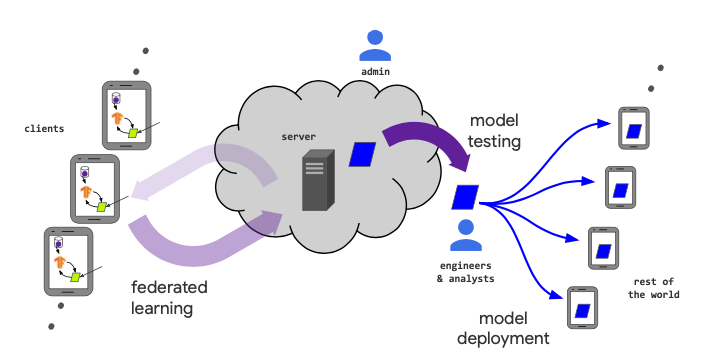 admin
clients
server
model
testing
federated
learning
engineers
& analysts
rest of
the world
model
deployment